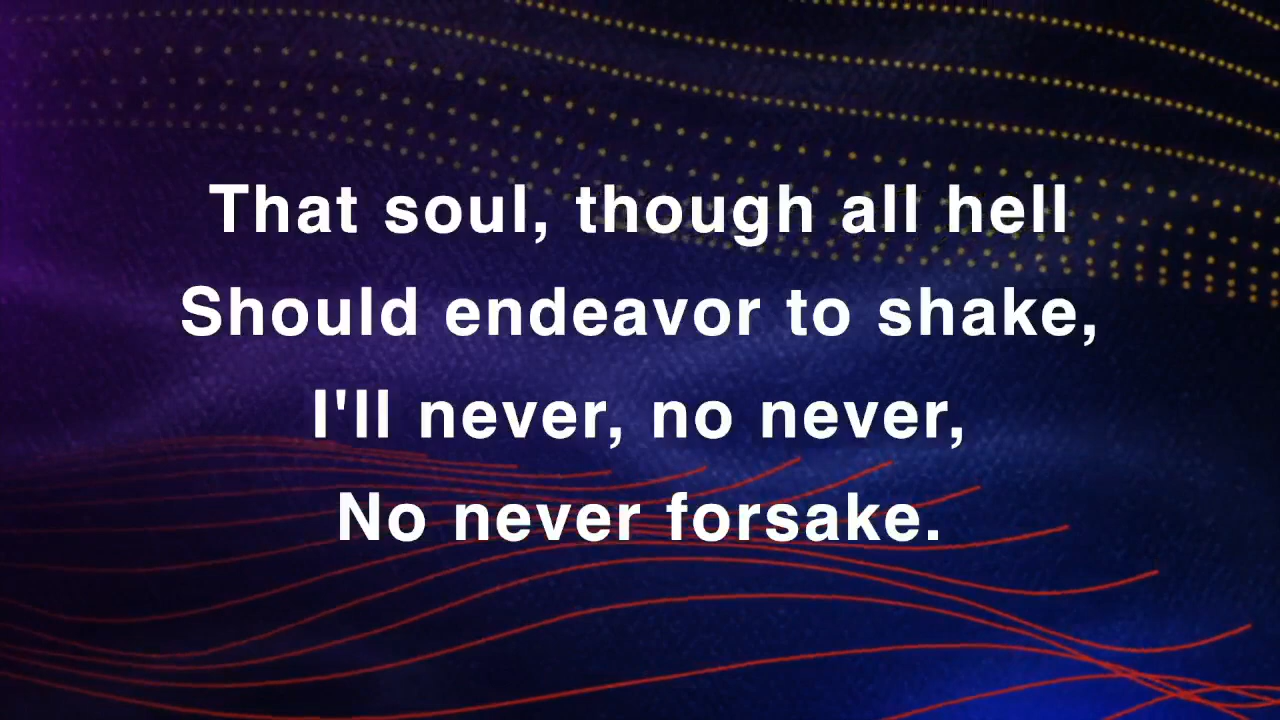 That soul, though all hell
Should endeavor to shake,
I'll never, no never,
No never forsake.